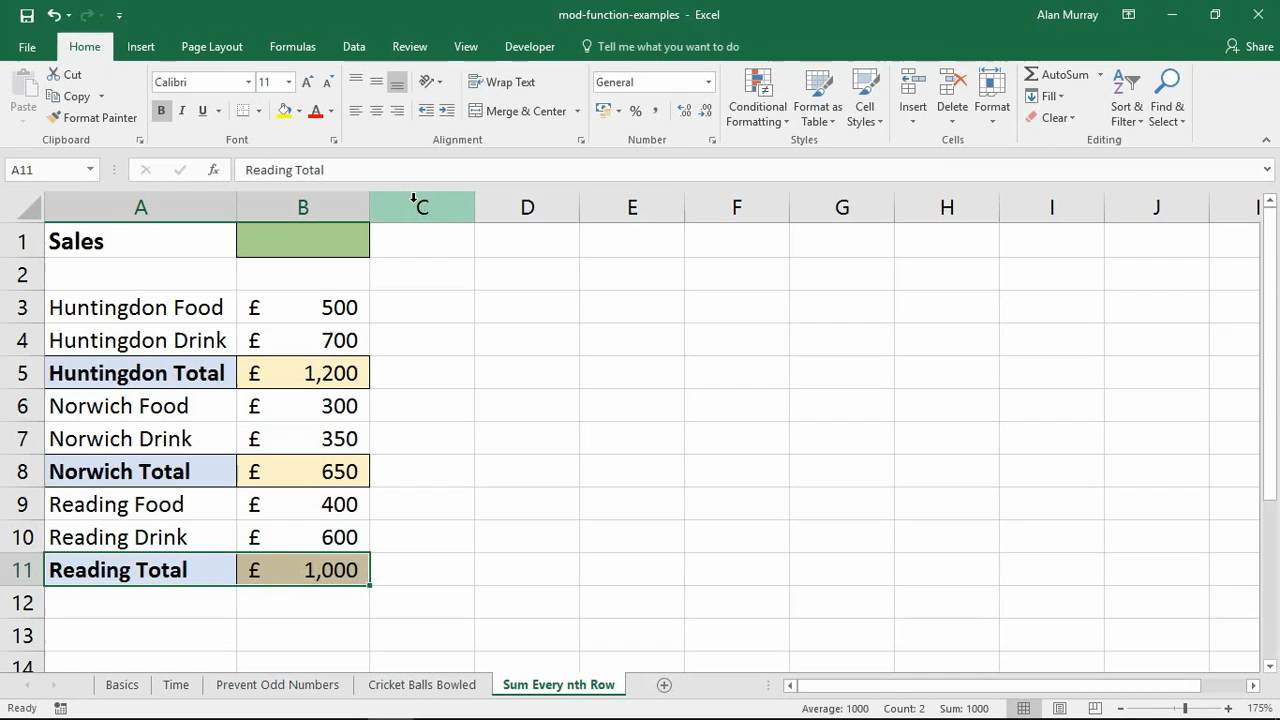 mod-function-examples - Excel
Alan Murray
File Home Insert Page Layout Formulas Data Review View Developer Tell me what you want to do Share
Paste
Cut
Copy
Format Painter
Clipboard
Calibri 11
B I U
Font
Wrap Text
Merge & Center
Alignment
General
Number
Conditional Formatting
Format as Table
Cell Styles
Styles
Insert
Delete
Format
Cells
AutoSum
Fill
Clear
Sort & Filter
Find & Select
Editing
A11 fx Reading Total
A B C D E F G H I J I
1 Sales
2
3 Huntingdon Food £ 500
4 Huntingdon Drink £ 700
5 Huntingdon Total £ 1,200
6 Norwich Food £ 300
7 Norwich Drink £ 350
8 Norwich Total £ 650
9 Reading Food £ 400
10 Reading Drink £ 600
11 Reading Total £ 1,000
12
13
14
Basics Time Prevent Odd Numbers Cricket Balls Bowled Sum Every nth Row
Ready Average: 1000 Count: 2 Sum: 1000 175%